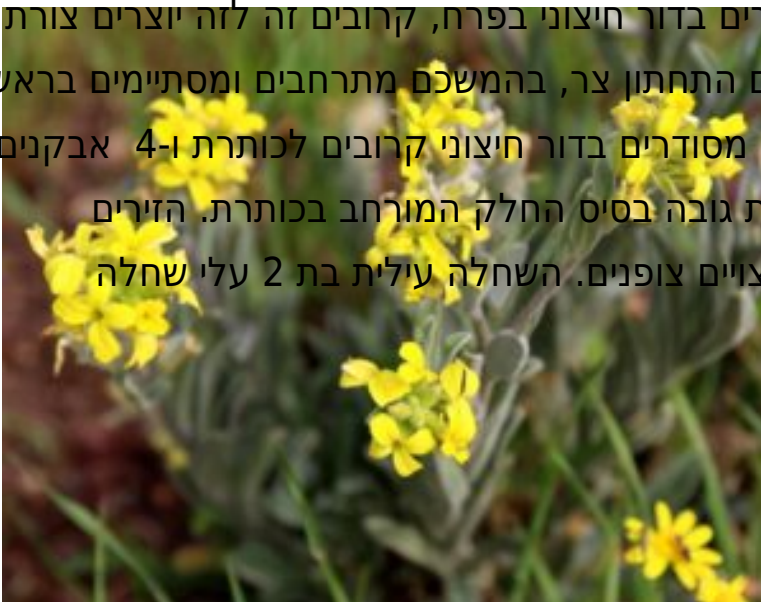 בדור חיצוני בפרח, קרובים זה לזה יוצרים צורת
התחתון צר, בהמשכם מתרחבים ומסתיימים
מסודרים בדור חיצוני קרובים לכותרת ו-4 אבקנים
גובה בסיס החלק המורחב בכותרת. הזירים
צופנים. השחלה עילית בת 2 עלי שחלה